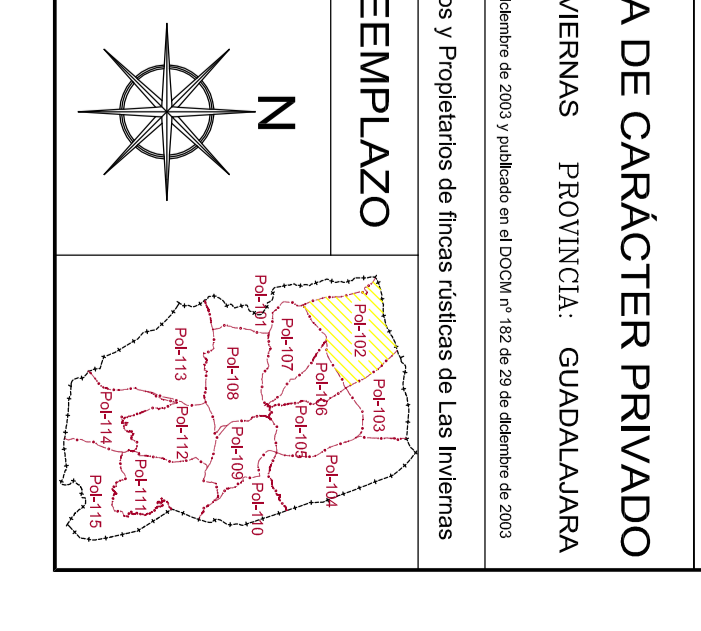 A DE CARÁCTER PRIVADO
VIERNAS PROVINCIA: GUADALAJARA
diciembre de 2003 y publicado en el DOCM nº 182 de 29 de diciembre de 2003
os y Propietarios de fincas rústicas de Las Inviernas
EEMPLAZO
N
Pol-102
Pol-103
Pol-101
Pol-107
Pol-106
Pol-105
Pol-104
Pol-113
Pol-108
Pol-109
Pol-110
Pol-112
Pol-114
Pol-111
Pol-115